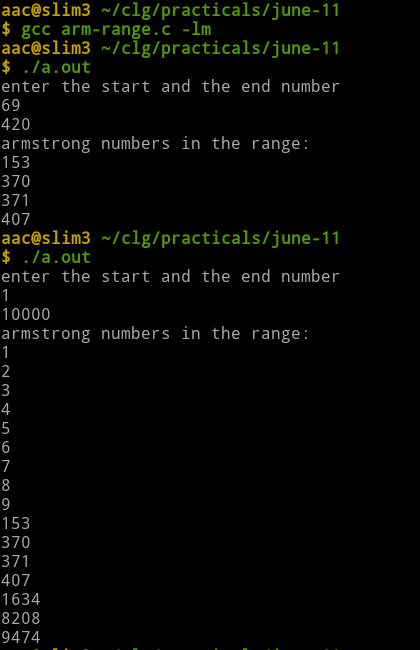 aac@slim3 ~/clg/practicals/june-11
$ gcc arm-range.c -lm
aac@slim3 ~/clg/practicals/june-11
$ ./a.out
enter the start and the end number
69
420
armstrong numbers in the range:
153
370
371
407
aac@slim3 ~/clg/practicals/june-11
$ ./a.out
enter the start and the end number
1
10000
armstrong numbers in the range:
1
2
3
4
5
6
7
8
9
153
370
371
407
1634
8208
9474